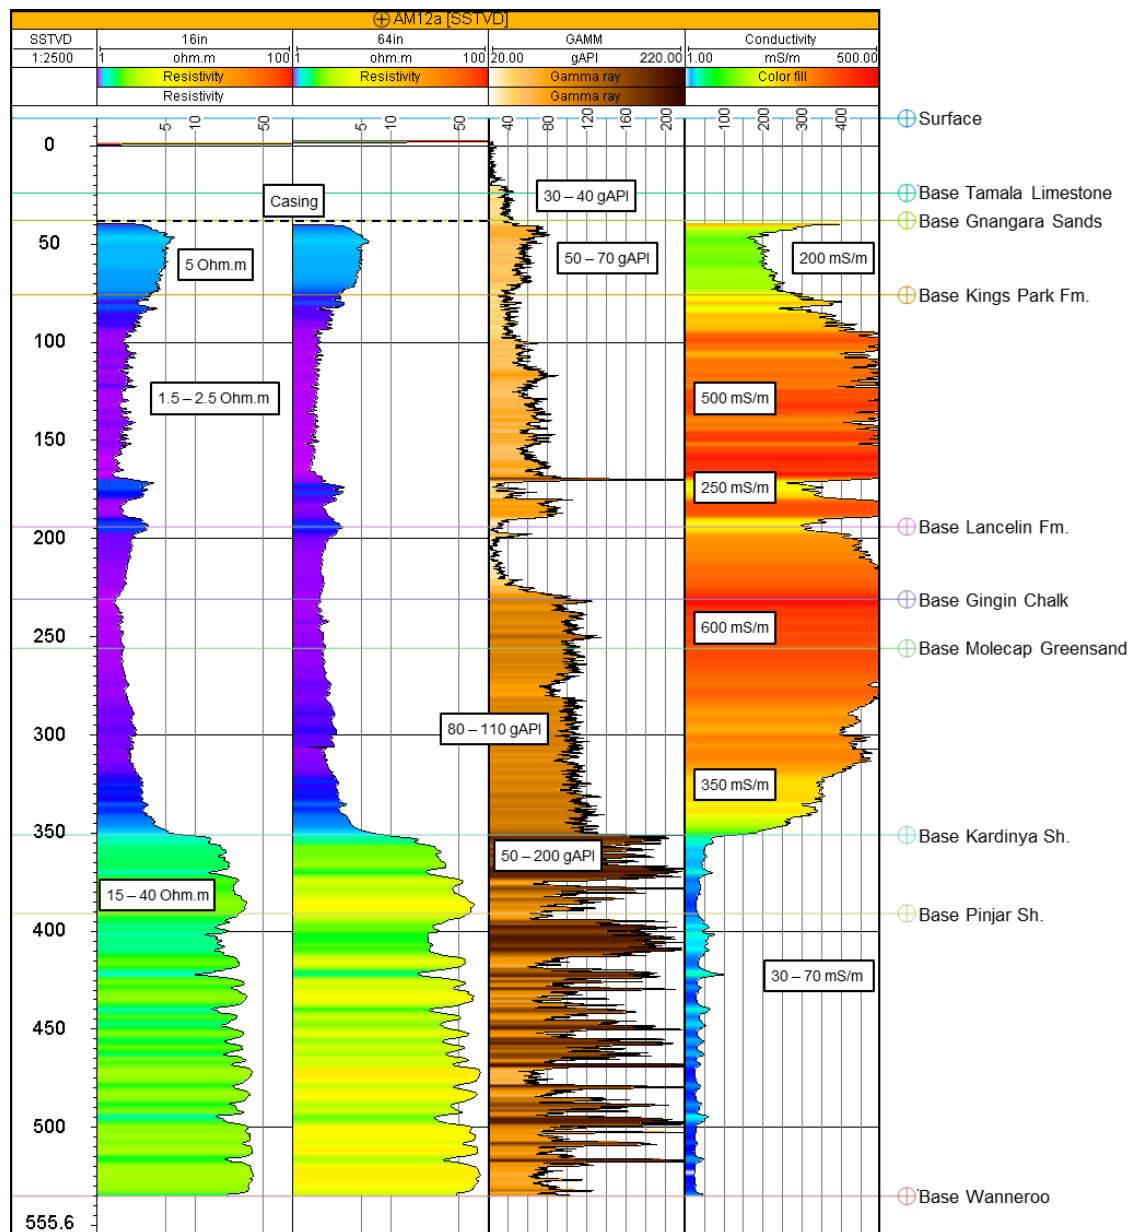 AM12a [SSTVD]
SSTVD 16in 64in GAMM Conductivity
1:2500 1 ohm.m 100 1 ohm.m 100 20.00 gAPI 220.00 1.00 mS/m 500.00
Resistivity Resistivity Gamma ray Color fill
Resistivity Gamma ray
5 10 50 5 10 50 40 80 120 160 200 100 200 300 400
Surface
0
30 – 40 gAPI
Base Tamala Limestone
Casing
Base Gnangara Sands
50
5 Ohm.m 50 – 70 gAPI 200 mS/m
Base Kings Park Fm.
100
1.5 – 2.5 Ohm.m 500 mS/m
150
250 mS/m
Base Lancelin Fm.
200
Base Gingin Chalk
600 mS/m
250
Base Molecap Greensand
80 – 110 gAPI
300
350 mS/m
350
Base Kardinya Sh.
50 – 200 gAPI
15 – 40 Ohm.m
Base Pinjar Sh.
400
30 – 70 mS/m
450
500
Base Wanneroo
555.6